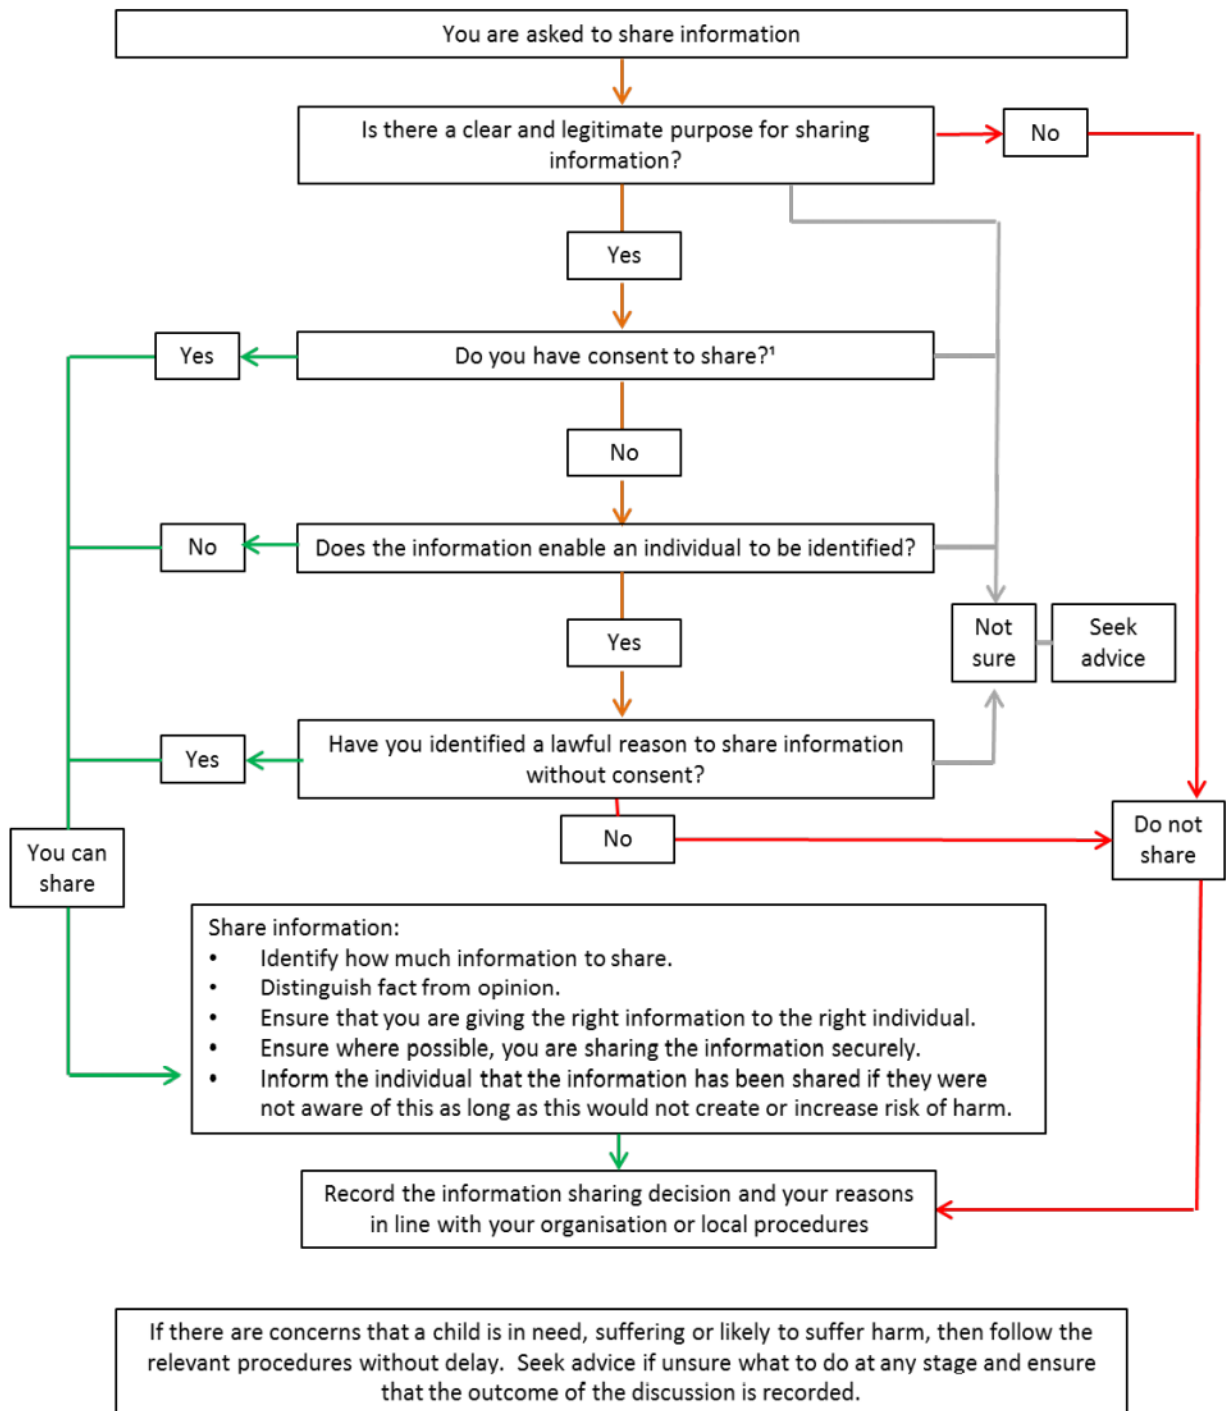 You are asked to share information
Is there a clear and legitimate purpose for sharing
information?
No
Yes
Yes
Do you have consent to share?¹
No
No
Does the information enable an individual to be identified?
Yes
Not
sure
Seek
advice
Yes
Have you identified a lawful reason to share information
without consent?
No
Do not
share
You can
share
Share information:
• Identify how much information to share.
• Distinguish fact from opinion.
• Ensure that you are giving the right information to the right individual.
• Ensure where possible, you are sharing the information securely.
• Inform the individual that the information has been shared if they were
not aware of this as long as this would not create or increase risk of harm.
Record the information sharing decision and your reasons
in line with your organisation or local procedures
If there are concerns that a child is in need, suffering or likely to suffer harm, then follow the
relevant procedures without delay.  Seek advice if unsure what to do at any stage and ensure
that the outcome of the discussion is recorded.